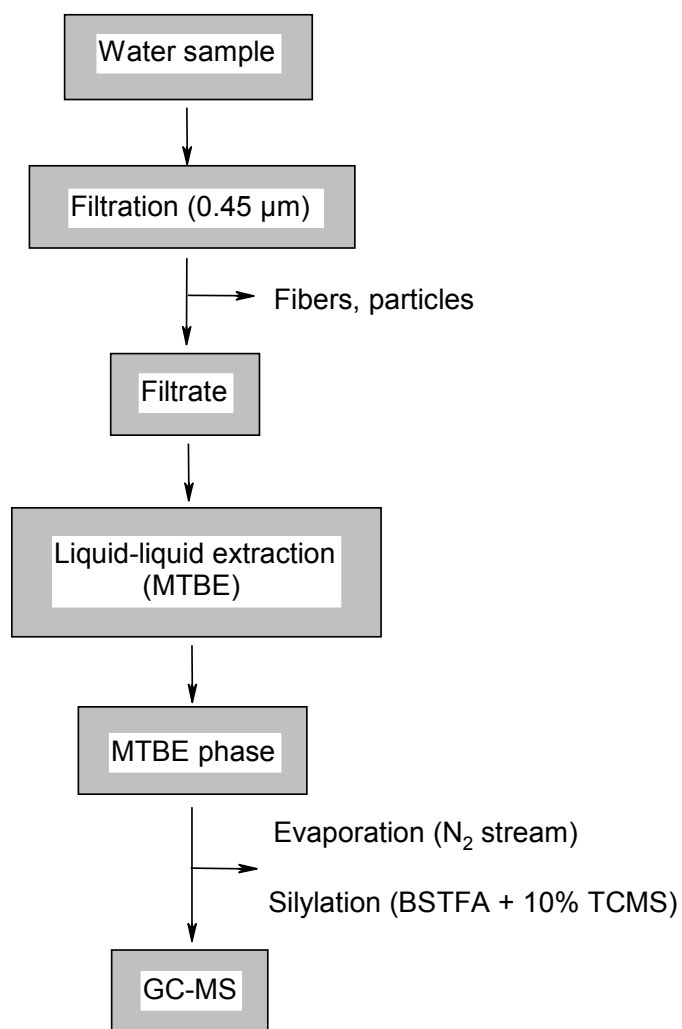 Water sample
Filtration (0.45 µm)
Fibers, particles
Filtrate
Liquid-liquid extraction
(MTBE)
MTBE phase
Evaporation (N₂ stream)
Silylation (BSTFA + 10% TCMS)
GC-MS